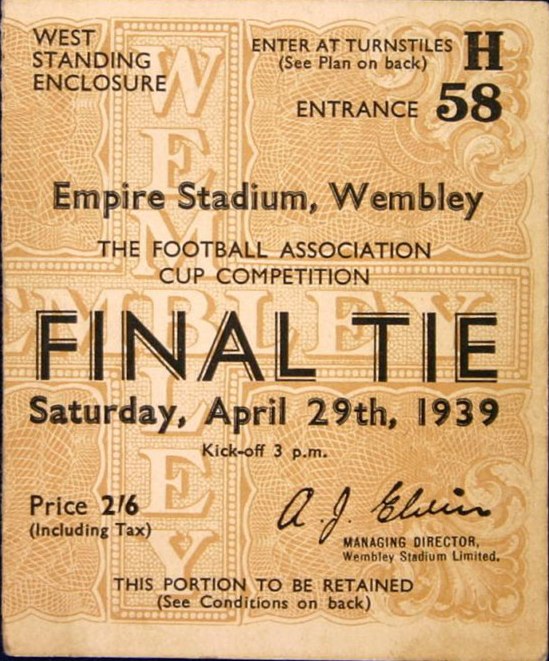 WEST
STANDING
ENCLOSURE
ENTER AT TURNSTILES H
(See Plan on back)
ENTRANCE 58
WEMBLEY
Empire Stadium, Wembley
THE FOOTBALL ASSOCIATION
CUP COMPETITION
WEMBLEY
FINAL TIE
Saturday, April 29th, 1939
Kick-off 3 p.m.
Price 2/6
(Including Tax)
A. J. Elvin
MANAGING DIRECTOR,
Wembley Stadium Limited.
THIS PORTION TO BE RETAINED
(See Conditions on back)